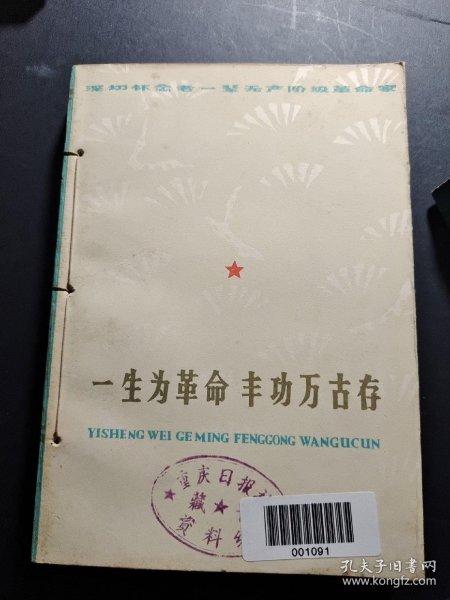 深切怀念老一辈无产阶级革命家
一生为革命 丰功万古存
YISHENG WEI GEMING FENGGONG WANGUCUN
重庆日报
藏
资料
001091
孔夫子旧书网
www.kongfz.com